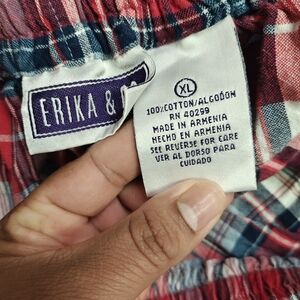 ERIKA &
XL
100%COTTON/ALGODON
RN 40299
MADE IN ARMENIA
HECHO EN ARMENIA
SEE REVERSE FOR CARE
VER AL DORSO PARA
CUIDADO